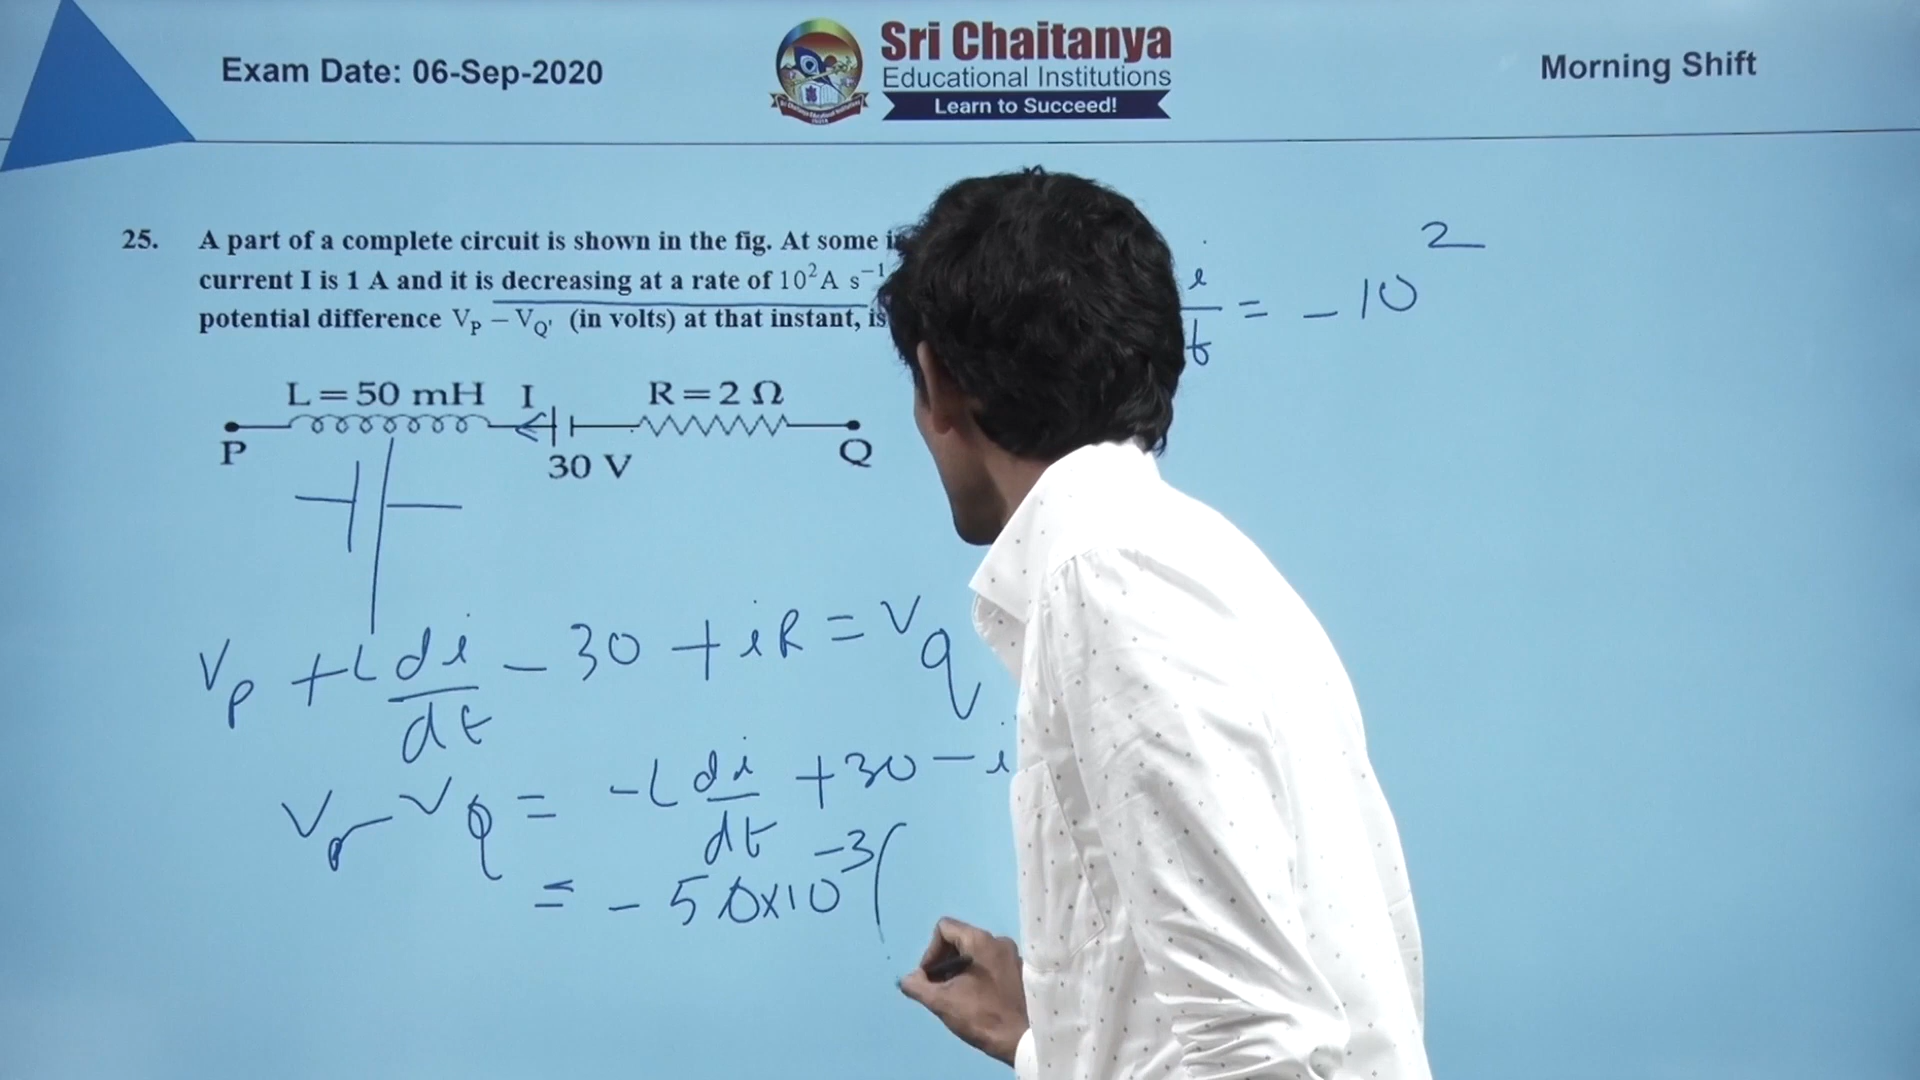 Exam Date: 06-Sep-2020
Sri Chaitanya
Educational Institutions
Learn to Succeed!
Morning Shift
25. A part of a complete circuit is shown in the fig. At some
current I is 1 A and it is decreasing at a rate of 10² A s⁻¹
potential difference V_P − V_Q' (in volts) at that instant, is
L = 50 mH I R = 2 Ω
P 30 V Q
i/t = −10²
V_p + L di/dt − 30 + iR = V_q
V_p − V_Q = −L di/dt + 30 − i
= −50×10⁻³(